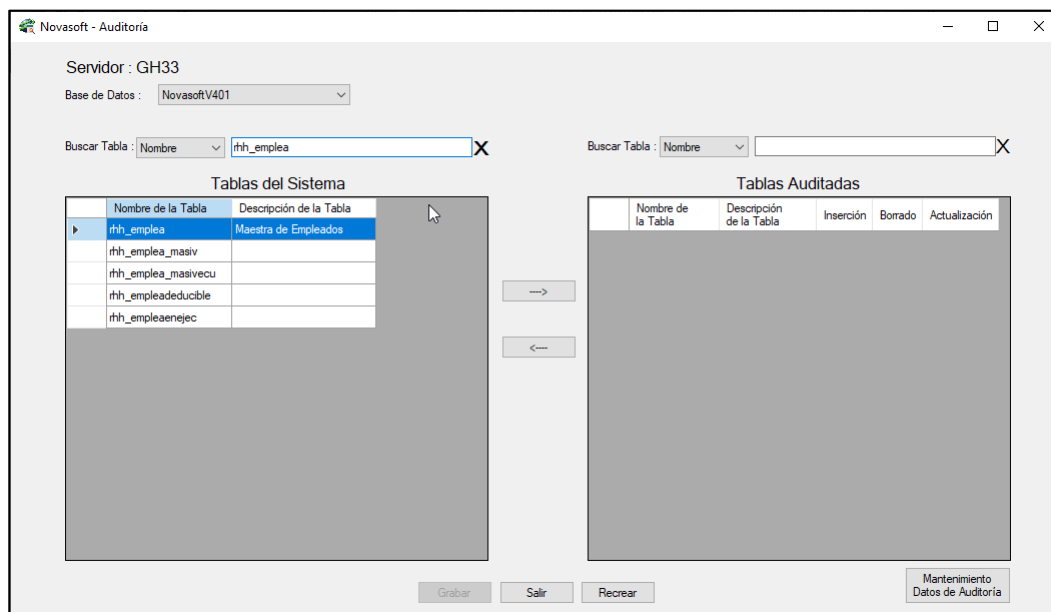 Novasoft - Auditoría
Servidor : GH33
Base de Datos : NovasoftV401
Buscar Tabla : Nombre rhh_emplea X
Buscar Tabla : Nombre X
Tablas del Sistema
Nombre de la Tabla Descripción de la Tabla
rhh_emplea Maestra de Empleados
rhh_emplea_masiv
rhh_emplea_masivecu
rhh_empleadeducible
rhh_empleaenejec
---->
<----
Tablas Auditadas
Nombre de
la Tabla
Descripción
de la Tabla
Inserción Borrado Actualización
Grabar Salir Recrear
Mantenimiento
Datos de Auditoría